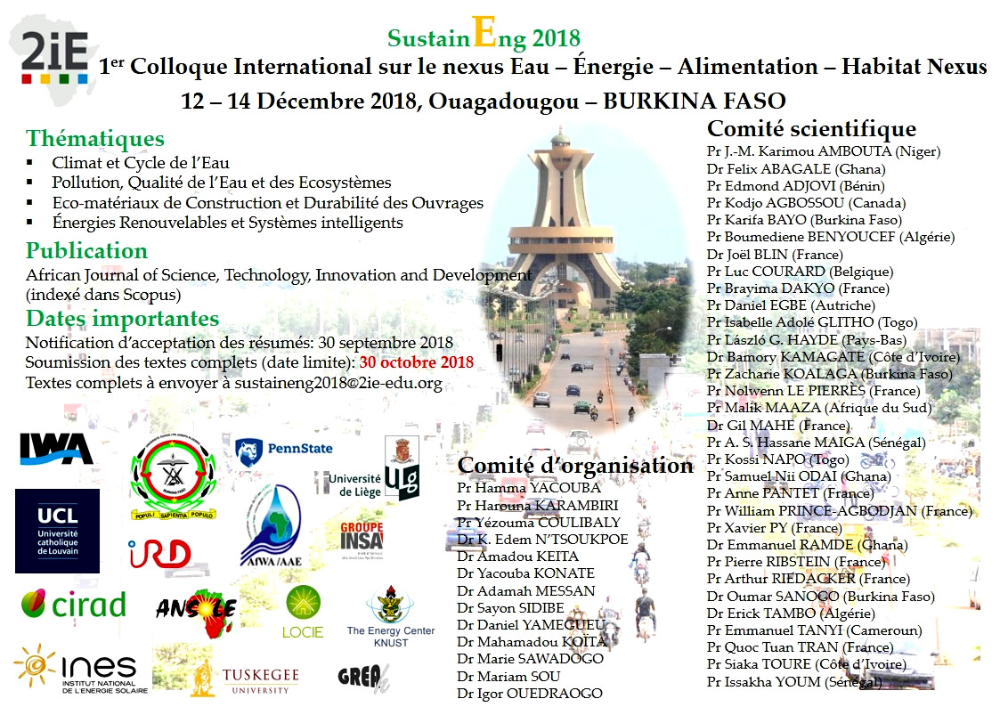 2iE
SustainEng 2018
1er Colloque International sur le nexus Eau – Énergie – Alimentation – Habitat Nexus
12 – 14 Décembre 2018, Ouagadougou – BURKINA FASO
Thématiques
▪ Climat et Cycle de l'Eau
▪ Pollution, Qualité de l'Eau et des Ecosystèmes
▪ Eco-matériaux de Construction et Durabilité des Ouvrages
▪ Énergies Renouvelables et Systèmes intelligents
Publication
African Journal of Science, Technology, Innovation and Development
(indexé dans Scopus)
Dates importantes
Notification d'acceptation des résumés: 30 septembre 2018
Soumission des textes complets (date limite): 30 octobre 2018
Textes complets à envoyer à sustaineng2018@2ie-edu.org
IWA
BURKINA FASO
POPULI SAPIENTIA POPULO
PennState
Université
de Liège
ULg
UCL
Université
catholique
de Louvain
iRD
AfWA/AAE
GROUPE
INSA
cirad
ANSOLE
LOCIE
The Energy Center
KNUST
ines
INSTITUT NATIONAL
DE L'ÉNERGIE SOLAIRE
TUSKEGEE
UNIVERSITY
Comité d'organisation
Pr Hamma YACOUBA
Pr Harouna KARAMBIRI
Pr Yézouma COULIBALY
Dr K. Edem N'TSOUKPOE
Dr Amadou KEITA
Dr Yacouba KONATE
Dr Adamah MESSAN
Dr Sayon SIDIBE
Dr Daniel YAMEGUEU
Dr Mahamadou KOÏTA
Dr Marie SAWADOGO
Dr Mariam SOU
Dr Igor OUEDRAOGO
Comité scientifique
Pr J.-M. Karimou AMBOUTA (Niger)
Dr Felix ABAGALE (Ghana)
Pr Edmond ADJOVI (Bénin)
Pr Kodjo AGBOSSOU (Canada)
Pr Karifa BAYO (Burkina Faso)
Pr Boumediene BENYOUCEF (Algérie)
Dr Joël BLIN (France)
Pr Luc COURARD (Belgique)
Pr Brayima DAKYO (France)
Pr Daniel EGBE (Autriche)
Pr Isabelle Adolé GLITHO (Togo)
Pr László G. HAYDE (Pays-Bas)
Dr Bamory KAMAGATE (Côte d'Ivoire)
Pr Zacharie KOALAGA (Burkina Faso)
Pr Nolwenn LE PIERRES (France)
Pr Malik MAAZA (Afrique du Sud)
Dr Gil MAHE (France)
Pr A. S. Hassane MAIGA (Sénégal)
Pr Kossi NAPO (Togo)
Pr Samuel Nii ODAI (Ghana)
Pr Anne PANTET (France)
Pr William PRINCE-AGBODJAN (France)
Pr Xavier PY (France)
Dr Emmanuel RAMDE (Ghana)
Pr Pierre RIBSTEIN (France)
Pr Arthur RIEDACKER (France)
Dr Oumar SANOGO (Burkina Faso)
Dr Erick TAMBO (Algérie)
Pr Emmanuel TANYI (Cameroun)
Pr Quoc Tuan TRAN (France)
Pr Siaka TOURE (Côte d'Ivoire)
Pr Issakha YOUM (Sénégal)